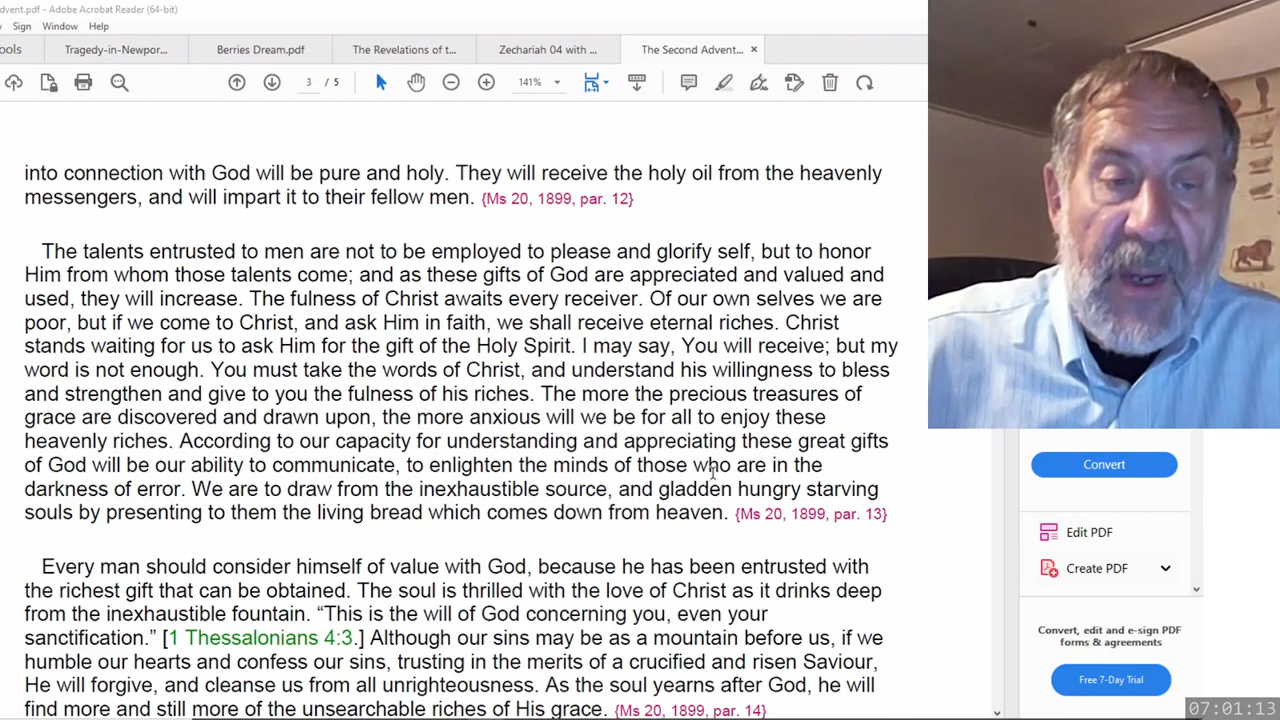 dvent.pdf - Adobe Acrobat Reader (64-bit)
Sign Window Help
ools Tragedy-in-Newpor... Berries Dream.pdf The Revelations of t... Zechariah 04 with ... The Second Advent... ×
3 / 5 141%
into connection with God will be pure and holy. They will receive the holy oil from the heavenly
messengers, and will impart it to their fellow men. {Ms 20, 1899, par. 12}
The talents entrusted to men are not to be employed to please and glorify self, but to honor
Him from whom those talents come; and as these gifts of God are appreciated and valued and
used, they will increase. The fulness of Christ awaits every receiver. Of our own selves we are
poor, but if we come to Christ, and ask Him in faith, we shall receive eternal riches. Christ
stands waiting for us to ask Him for the gift of the Holy Spirit. I may say, You will receive; but my
word is not enough. You must take the words of Christ, and understand his willingness to bless
and strengthen and give to you the fulness of his riches. The more the precious treasures of
grace are discovered and drawn upon, the more anxious will we be for all to enjoy these
heavenly riches. According to our capacity for understanding and appreciating these great gifts
of God will be our ability to communicate, to enlighten the minds of those who are in the
darkness of error. We are to draw from the inexhaustible source, and gladden hungry starving
souls by presenting to them the living bread which comes down from heaven. {Ms 20, 1899, par. 13}
Every man should consider himself of value with God, because he has been entrusted with
the richest gift that can be obtained. The soul is thrilled with the love of Christ as it drinks deep
from the inexhaustible fountain. “This is the will of God concerning you, even your
sanctification.” [1 Thessalonians 4:3.] Although our sins may be as a mountain before us, if we
humble our hearts and confess our sins, trusting in the merits of a crucified and risen Saviour,
He will forgive, and cleanse us from all unrighteousness. As the soul yearns after God, he will
find more and still more of the unsearchable riches of His grace. {Ms 20, 1899, par. 14}
Convert
Edit PDF
Create PDF
Convert, edit and e-sign PDF
forms & agreements
Free 7-Day Trial
07:01:13